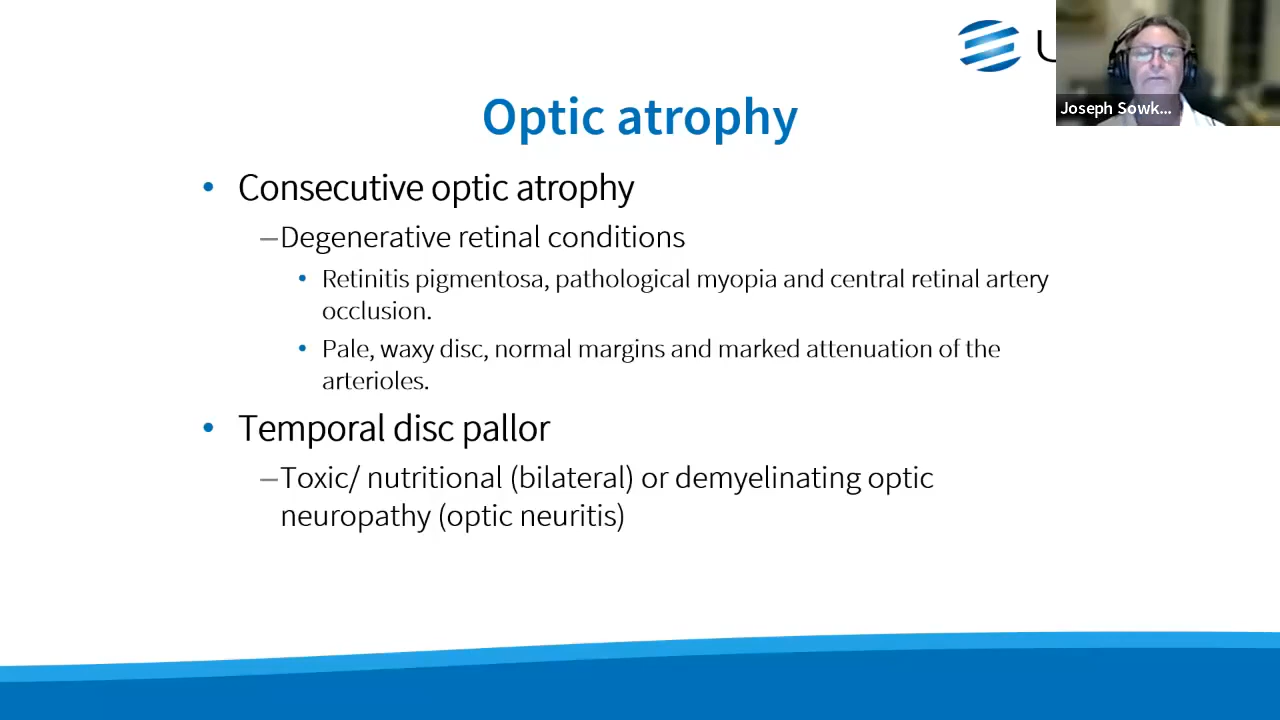 U
Joseph Sowk...
Optic atrophy
• Consecutive optic atrophy
–Degenerative retinal conditions
• Retinitis pigmentosa, pathological myopia and central retinal artery
occlusion.
• Pale, waxy disc, normal margins and marked attenuation of the
arterioles.
• Temporal disc pallor
–Toxic/ nutritional (bilateral) or demyelinating optic
neuropathy (optic neuritis)